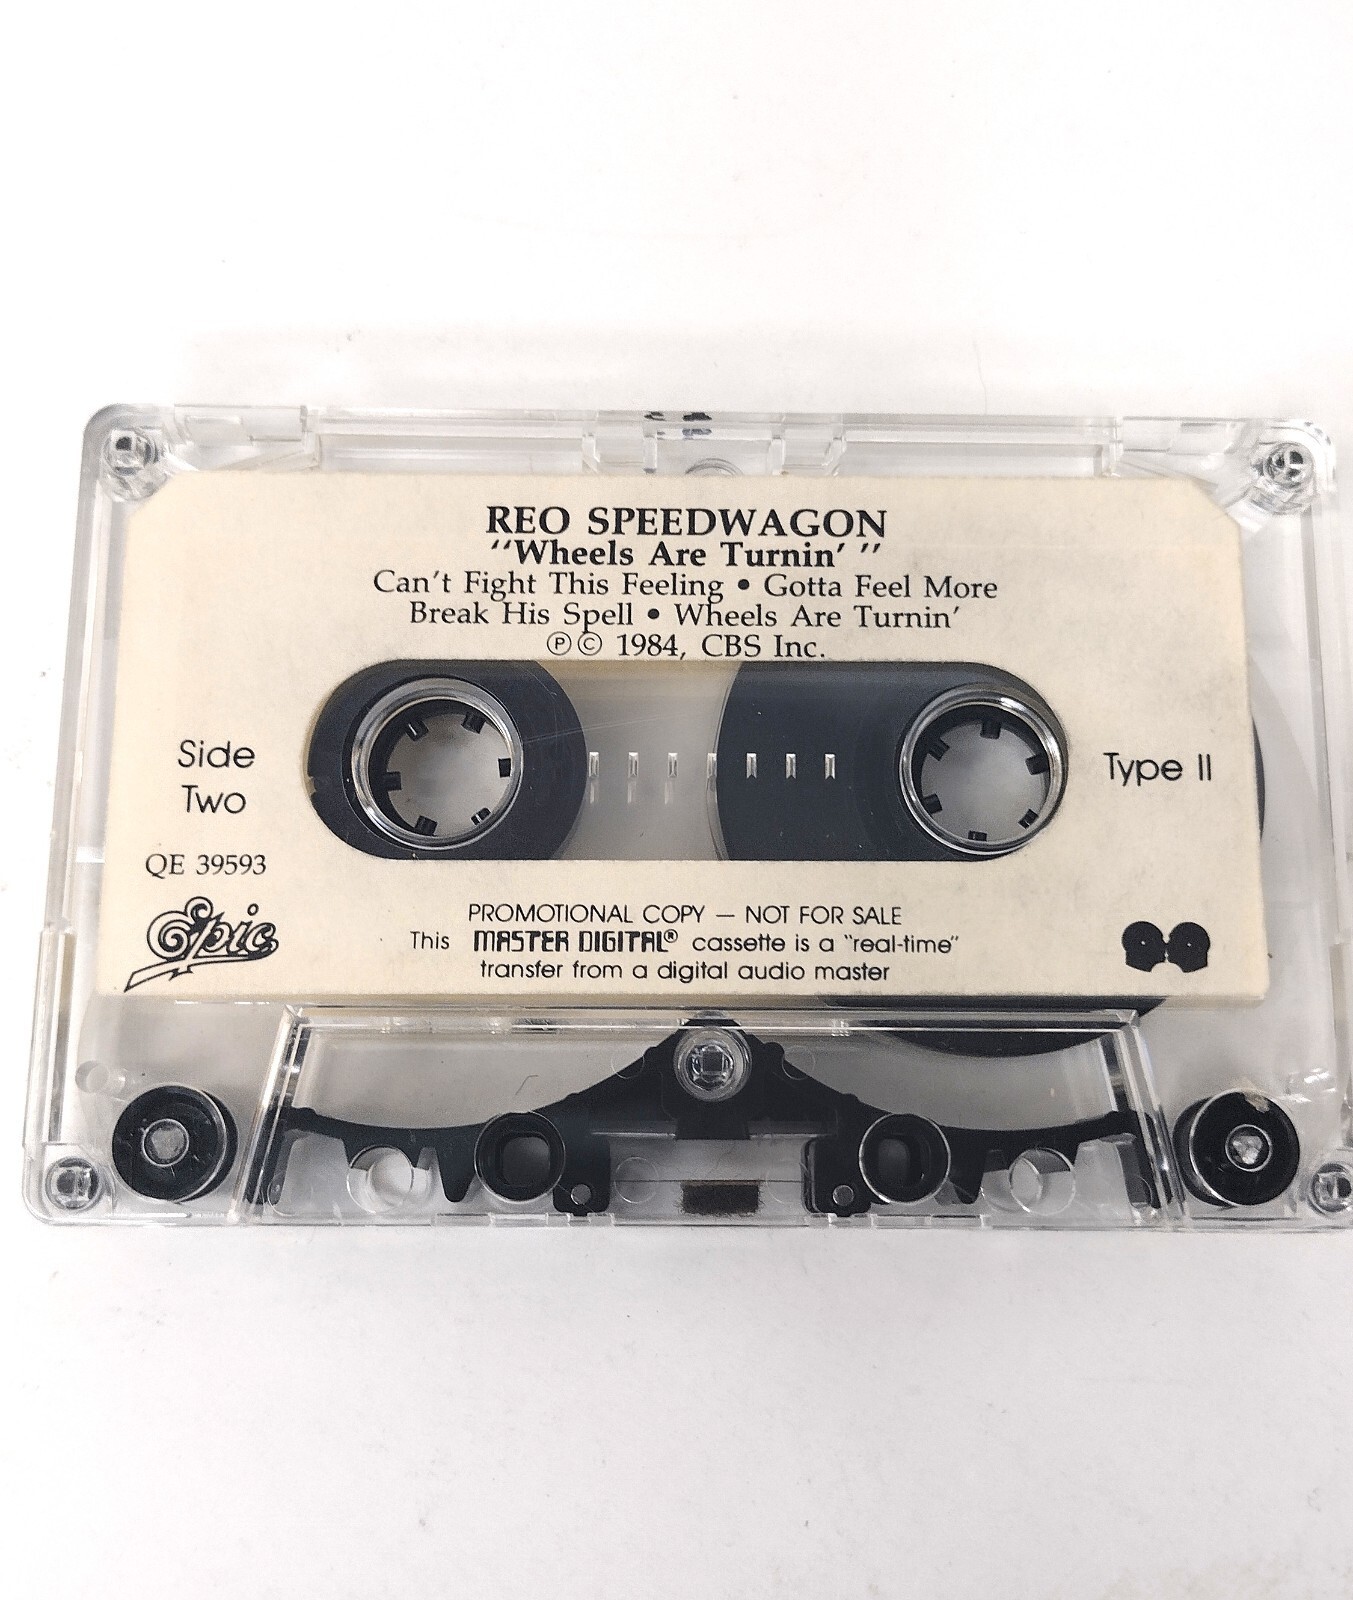 REO SPEEDWAGON
"Wheels Are Turnin' "
Can't Fight This Feeling • Gotta Feel More
Break His Spell • Wheels Are Turnin'
Ⓟ© 1984, CBS Inc.
Side
Two
Type II
QE 39593
Epic
PROMOTIONAL COPY — NOT FOR SALE
This MASTER DIGITAL® cassette is a "real-time"
transfer from a digital audio master